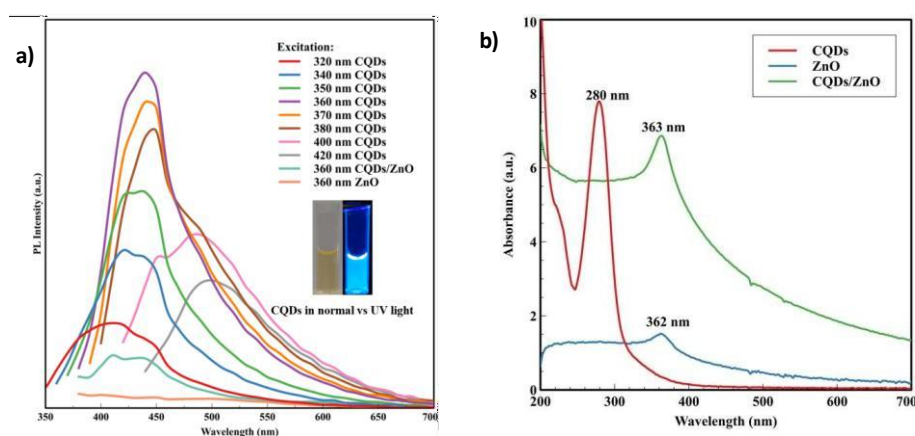 a)
PL Intensity (a.u.)
Excitation:
320 nm CQDs
340 nm CQDs
350 nm CQDs
360 nm CQDs
370 nm CQDs
380 nm CQDs
400 nm CQDs
420 nm CQDs
360 nm CQDs/ZnO
360 nm ZnO
CQDs in normal vs UV light
350 400 450 500 550 600 650 700
Wavelength (nm)
b)
Absorbance (a.u.)
10
8
6
4
2
0
CQDs
ZnO
CQDs/ZnO
280 nm
363 nm
362 nm
200 300 400 500 600 700
Wavelength (nm)